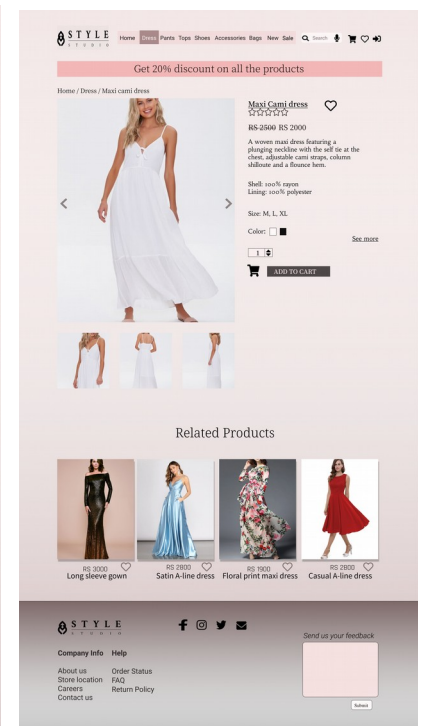 STYLE
STUDIO
Home Dress Pants Tops Shoes Accessories Bags New Sale Search
Get 20% discount on all the products
Home / Dress / Maxi cami dress
Maxi Cami dress
RS 2500 RS 2000
A woven maxi dress featuring a
plunging neckline with the self tie at the
chest, adjustable cami straps, column
shilloute and a flounce hem.
Shell: 100% rayon
Lining: 100% polyester
Size: M, L, XL
Color:
See more
1
ADD TO CART
Related Products
RS 3000
Long sleeve gown
RS 2800
Satin A-line dress
RS 1900
Floral print maxi dress
RS 2600
Casual A-line dress
STYLE
STUDIO
Company Info
About us
Store location
Careers
Contact us
Help
Order Status
FAQ
Return Policy
Send us your feedback
Submit